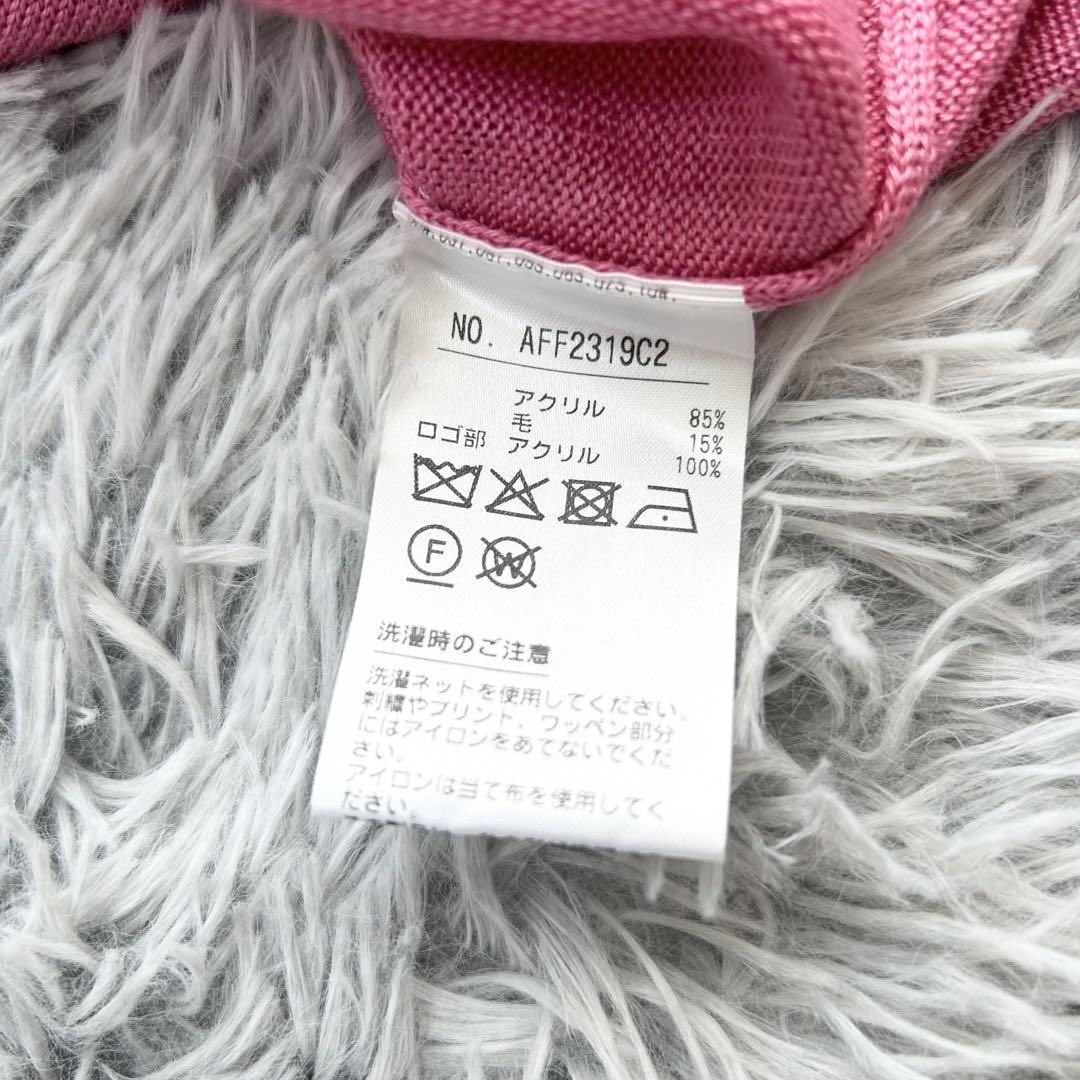 NO. AFF2319C2
アクリル 85%
毛 15%
ロゴ部 アクリル 100%
F
W
洗濯時のご注意
洗濯ネットを使用してください。
刺繍やプリント、ワッペン部分
にはアイロンをあてないでくだ
さい。
アイロンは当て布を使用してく
ださい。